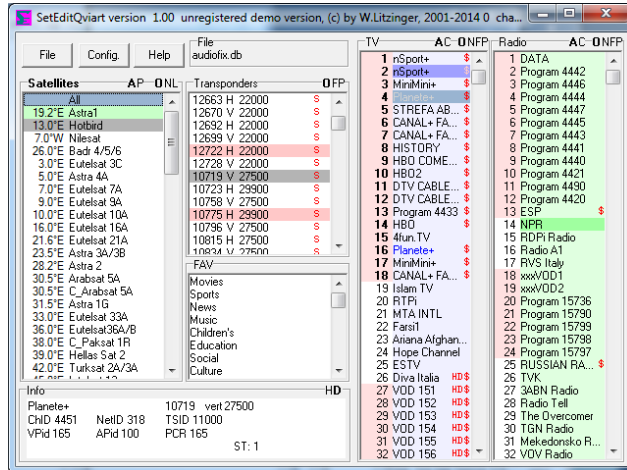 SetEditQviart version 1.00 unregistered demo version, (c) by W.Litzinger, 2001-2014 0 cha...
File Config. Help
File
audiofix.db
Satellites AP ONL
All
19.2°E Astra1
13.0°E Hotbird
7.0°W Nilesat
26.0°E Badr 4/5/6
3.0°E Eutelsat 3C
5.0°E Astra 4A
7.0°E Eutelsat 7A
9.0°E Eutelsat 9A
10.0°E Eutelsat 10A
16.0°E Eutelsat 16A
21.6°E Eutelsat 21A
23.5°E Astra 3A/3B
28.2°E Astra 2
30.5°E Arabsat 5A
30.5°E C_Arabsat 5A
31.5°E Astra 1G
33.0°E Eutelsat 33A
36.0°E Eutelsat36A/B
38.0°E C_Paksat 1R
39.0°E Hellas Sat 2
42.0°E Turksat 2A/3A
Transponders OFP
12663 H 22000 S
12670 V 22000 S
12692 H 22000 S
12699 V 22000 S
12722 H 22000 S
12728 V 22000 S
10719 V 27500 S
10723 H 29900 S
10758 V 27500 S
10775 H 29900 S
10796 V 27500 S
10815 H 27500 S
10834 V 27500 S
FAV
Movies
Sports
News
Music
Children's
Education
Social
Culture
TV AC-ONFP
1 nSport+ $
2 nSport+ $
3 MiniMini+ $
4 Planete+ $
5 STREFA AB... $
6 CANAL+ FA... $
7 CANAL+ FA... $
8 HISTORY $
9 HBO COME... $
10 HBO2 $
11 DTV CABLE... $
12 DTV CABLE... $
13 Program 4433 $
14 HBO $
15 4fun.TV
16 Planete+ $
17 MiniMini+ $
18 CANAL+ FA... $
19 Islam TV
20 RTPi
21 MTA INTL
22 Farsi1
23 Ariana Afghan...
24 Hope Channel
25 ESTV
26 Diva Italia HD$
27 VOD 151 HD$
28 VOD 152 HD$
29 VOD 153 HD$
30 VOD 154 HD$
31 VOD 155 HD$
32 VOD 156 HD$
Radio AC-ONFP
1 DATA
2 Program 4442
3 Program 4446
4 Program 4444
5 Program 4447
6 Program 4445
7 Program 4443
8 Program 4441
9 Program 4440
10 Program 4421
11 Program 4490
12 Program 4420
13 ESP $
14 NPR
15 RDPi Radio
16 Radio A1
17 RVS Italy
18 xxxVOD1
19 xxxVOD2
20 Program 15736
21 Program 15790
22 Program 15799
23 Program 15798
24 Program 15797
25 RUSSIAN RA... $
26 TVK
27 3ABN Radio
28 Radio Tell
29 The Overcomer
30 TGN Radio
31 Mekedonsko R...
32 VOV Radio
Info HD
Planete+ 10719 vert 27500
ChID 4451 NetID 318 TSID 11000
VPid 165 APid 100 PCR 165
ST: 1